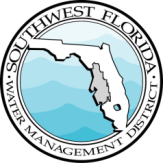 SOUTHWEST FLORIDA
WATER MANAGEMENT DISTRICT